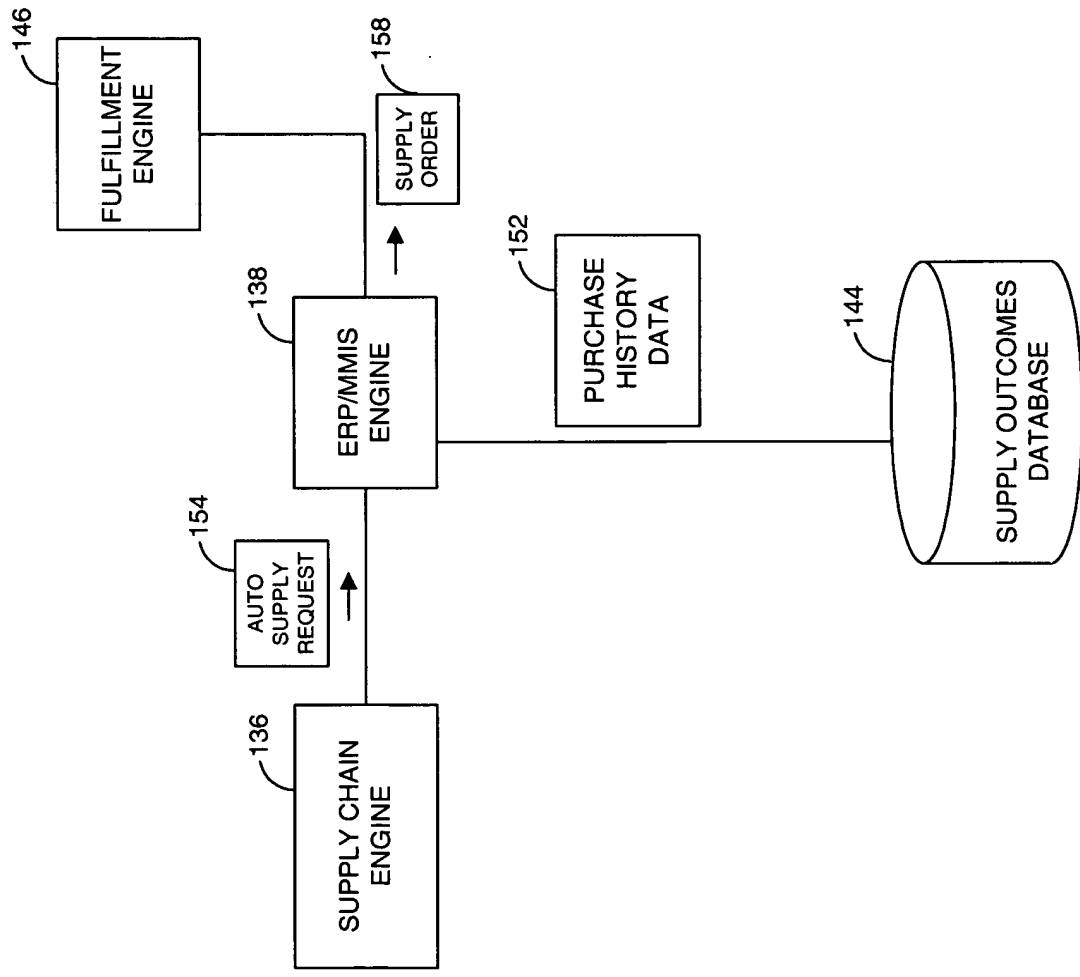 146
FULFILLMENT
ENGINE
158
SUPPLY
ORDER
138
ERP/MMIS
ENGINE
152
PURCHASE
HISTORY
DATA
154
AUTO
SUPPLY
REQUEST
136
SUPPLY CHAIN
ENGINE
144
SUPPLY OUTCOMES
DATABASE